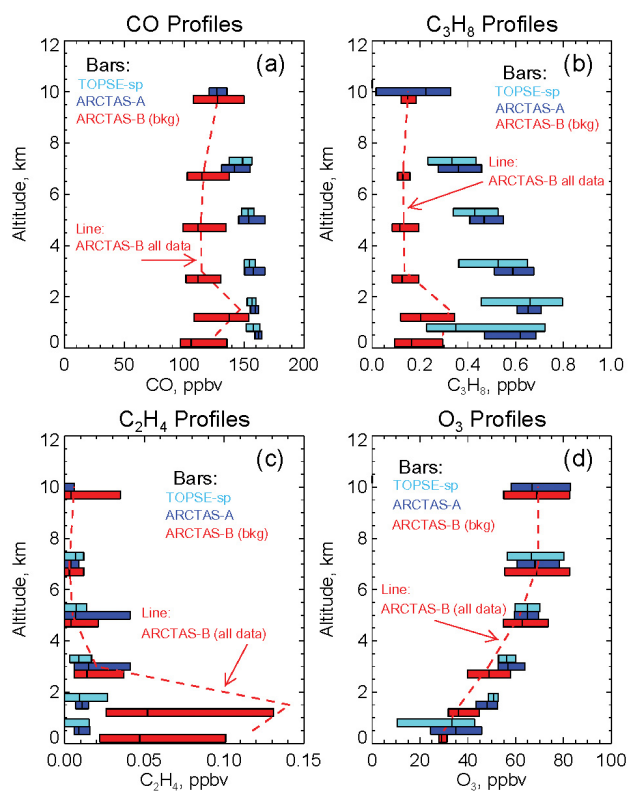 CO Profiles
12
10
8
6
4
2
0
Altitude, km
(a)
Bars:
TOPSE-sp
ARCTAS-A
ARCTAS-B (bkg)
Line:
ARCTAS-B all data
0
50
100
150
200
CO, ppbv
C₃H₈ Profiles
12
10
8
6
4
2
0
Altitude, km
(b)
Bars:
TOPSE-sp
ARCTAS-A
ARCTAS-B (bkg)
Line:
ARCTAS-B all data
0.0
0.2
0.4
0.6
0.8
1.0
C₃H₈, ppbv
C₂H₄ Profiles
12
10
8
6
4
2
0
Altitude, km
(c)
Bars:
TOPSE-sp
ARCTAS-A
ARCTAS-B (bkg)
Line:
ARCTAS-B (all data)
0.00
0.05
0.10
0.15
C₂H₄, ppbv
O₃ Profiles
12
10
8
6
4
2
0
Altitude, km
(d)
Bars:
TOPSE-sp
ARCTAS-A
ARCTAS-B (bkg)
Line:
ARCTAS-B (all data)
0
20
40
60
80
100
O₃, ppbv